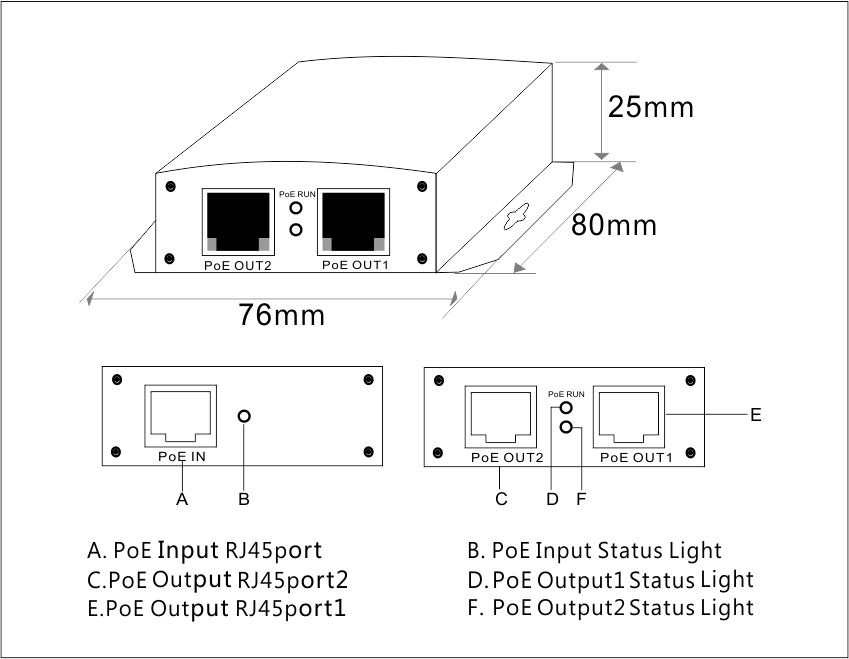 25mm
PoE RUN
80mm
PoE OUT2 PoE OUT1
76mm
PoE RUN
E
PoE IN PoE OUT2 PoE OUT1
A B C D F
A. PoE Input RJ45port B. PoE Input Status Light
C.PoE Output RJ45port2 D.PoE Output1 Status Light
E.PoE Output RJ45port1 F. PoE Output2 Status Light